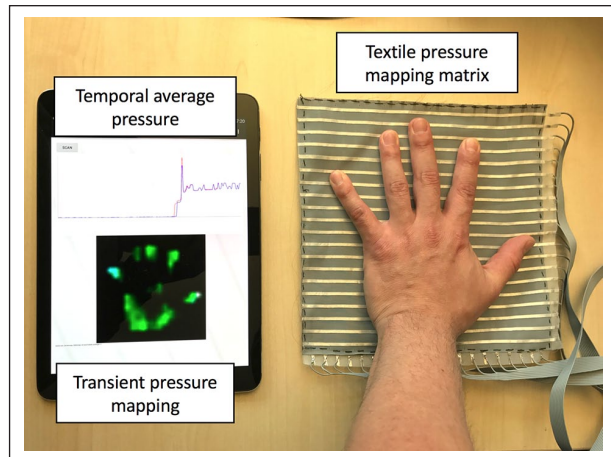 Temporal average
pressure
Textile pressure
mapping matrix
SCAN
Transient pressure
mapping